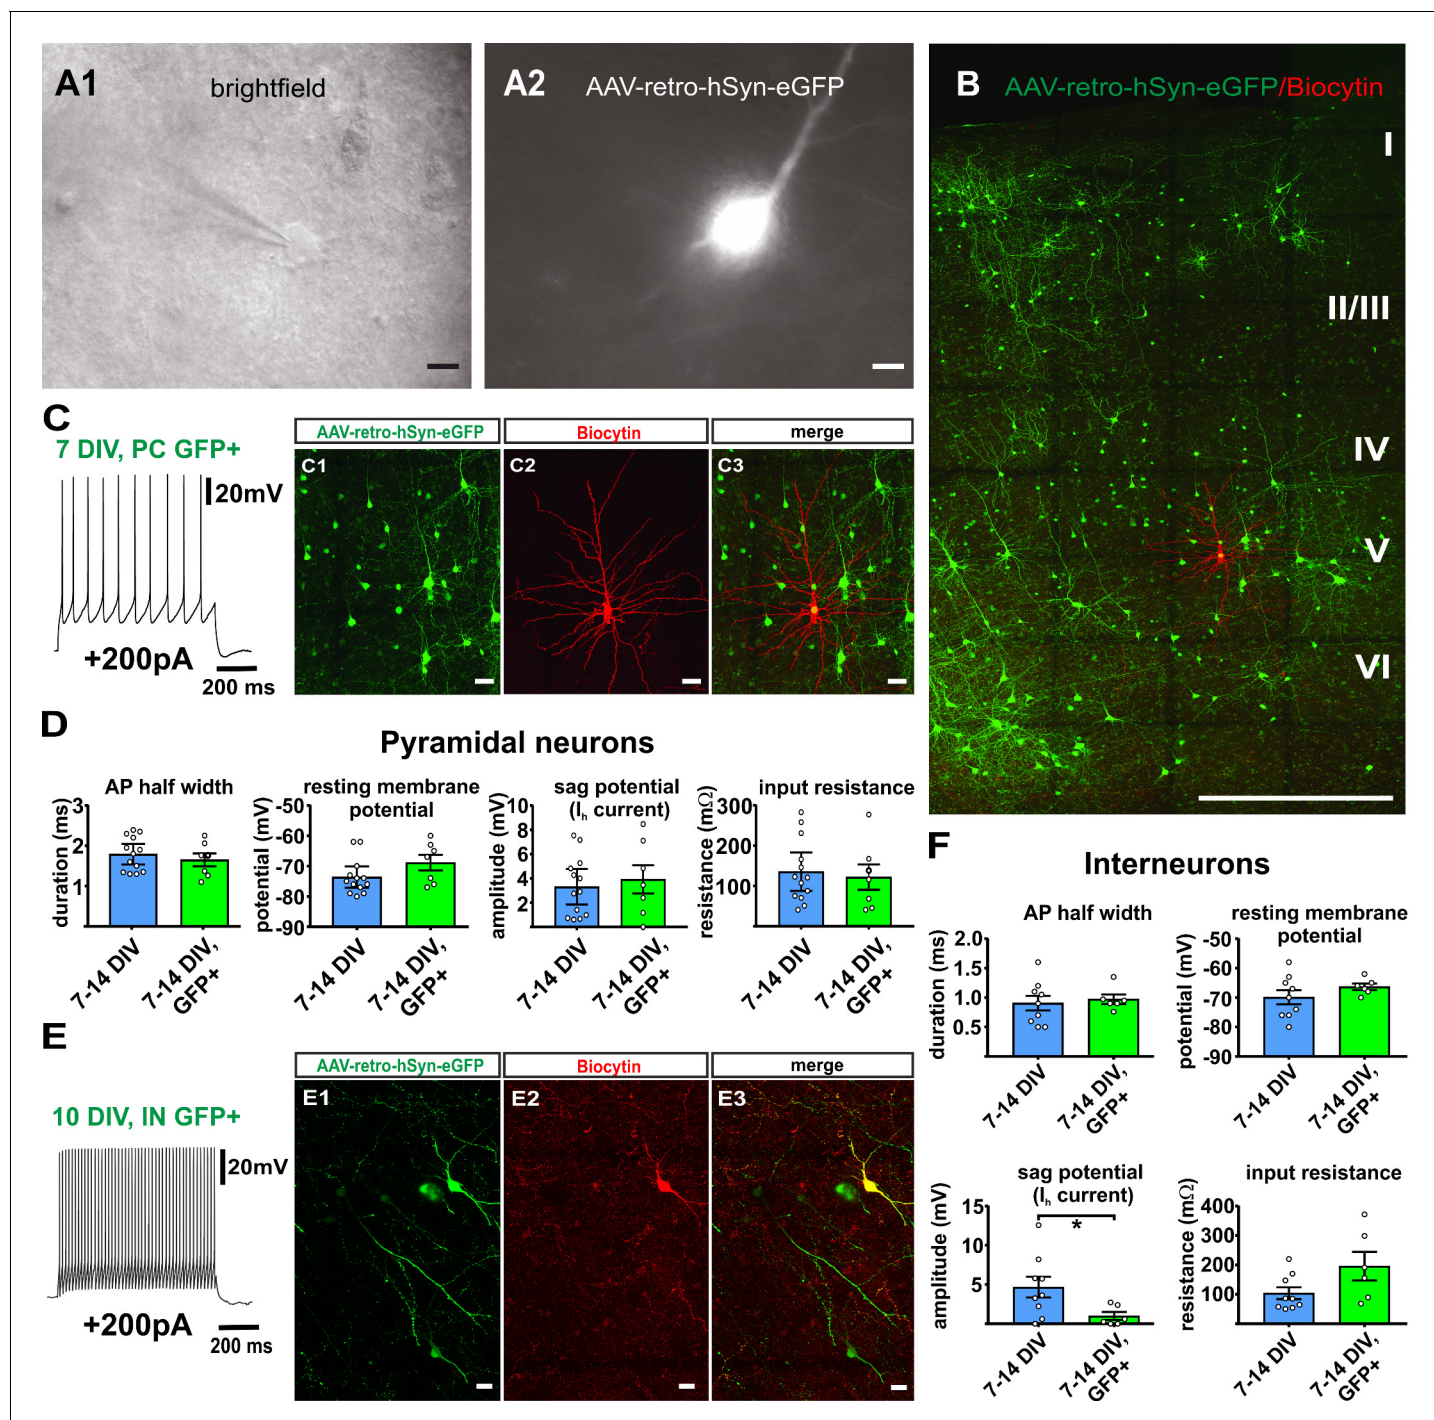 A1
brightfield
A2
AAV-retro-hSyn-eGFP
B
AAV-retro-hSyn-eGFP/Biocytin
I
II/III
IV
V
VI
C
7 DIV, PC GFP+
20mV
+200pA
200 ms
AAV-retro-hSyn-eGFP
Biocytin
merge
C1
C2
C3
D
Pyramidal neurons
AP half width
duration (ms)
3
2
1
7-14 DIV
7-14 DIV,
GFP+
resting membrane
potential
potential (mV)
-50
-60
-70
-80
-90
7-14 DIV
7-14 DIV,
GFP+
sag potential
(Ih current)
amplitude (mV)
10
8
6
4
2
7-14 DIV
7-14 DIV,
GFP+
input resistance
resistance (mΩ)
300
200
100
7-14 DIV
7-14 DIV,
GFP+
E
10 DIV, IN GFP+
20mV
+200pA
200 ms
AAV-retro-hSyn-eGFP
Biocytin
merge
E1
E2
E3
F
Interneurons
AP half width
duration (ms)
2.0
1.5
1.0
0.5
7-14 DIV
7-14 DIV,
GFP+
resting membrane
potential
potential (mV)
-50
-60
-70
-80
-90
7-14 DIV
7-14 DIV,
GFP+
sag potential
(Ih current)
amplitude (mV)
15
10
5
*
7-14 DIV
7-14 DIV,
GFP+
input resistance
resistance (mΩ)
400
300
200
100
7-14 DIV
7-14 DIV,
GFP+